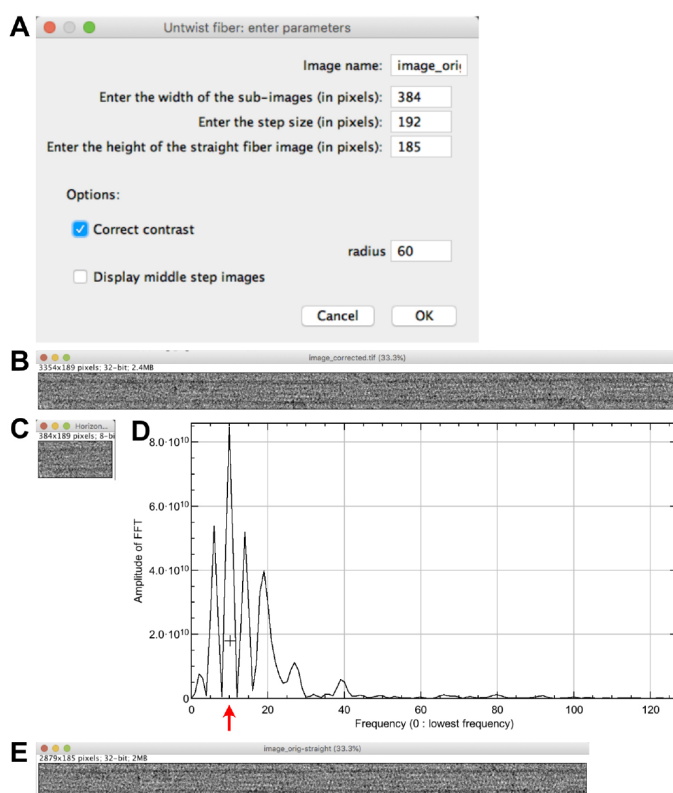 A
Untwist fiber: enter parameters
Image name: image_ori
Enter the width of the sub-images (in pixels): 384
Enter the step size (in pixels): 192
Enter the height of the straight fiber image (in pixels): 185
Options:
Correct contrast
radius 60
Display middle step images
Cancel OK
B
image_corrected.tif (33.3%)
3354x189 pixels; 32-bit; 2.4MB
C
Horizon...
384x189 pixels; 8-bi
D
8.0·10¹⁰
6.0·10¹⁰
4.0·10¹⁰
2.0·10¹⁰
0
Amplitude of FFT
0 20 40 60 80 100 120
Frequency (0 : lowest frequency)
E
image_orig-straight (33.3%)
2879x185 pixels; 32-bit; 2MB